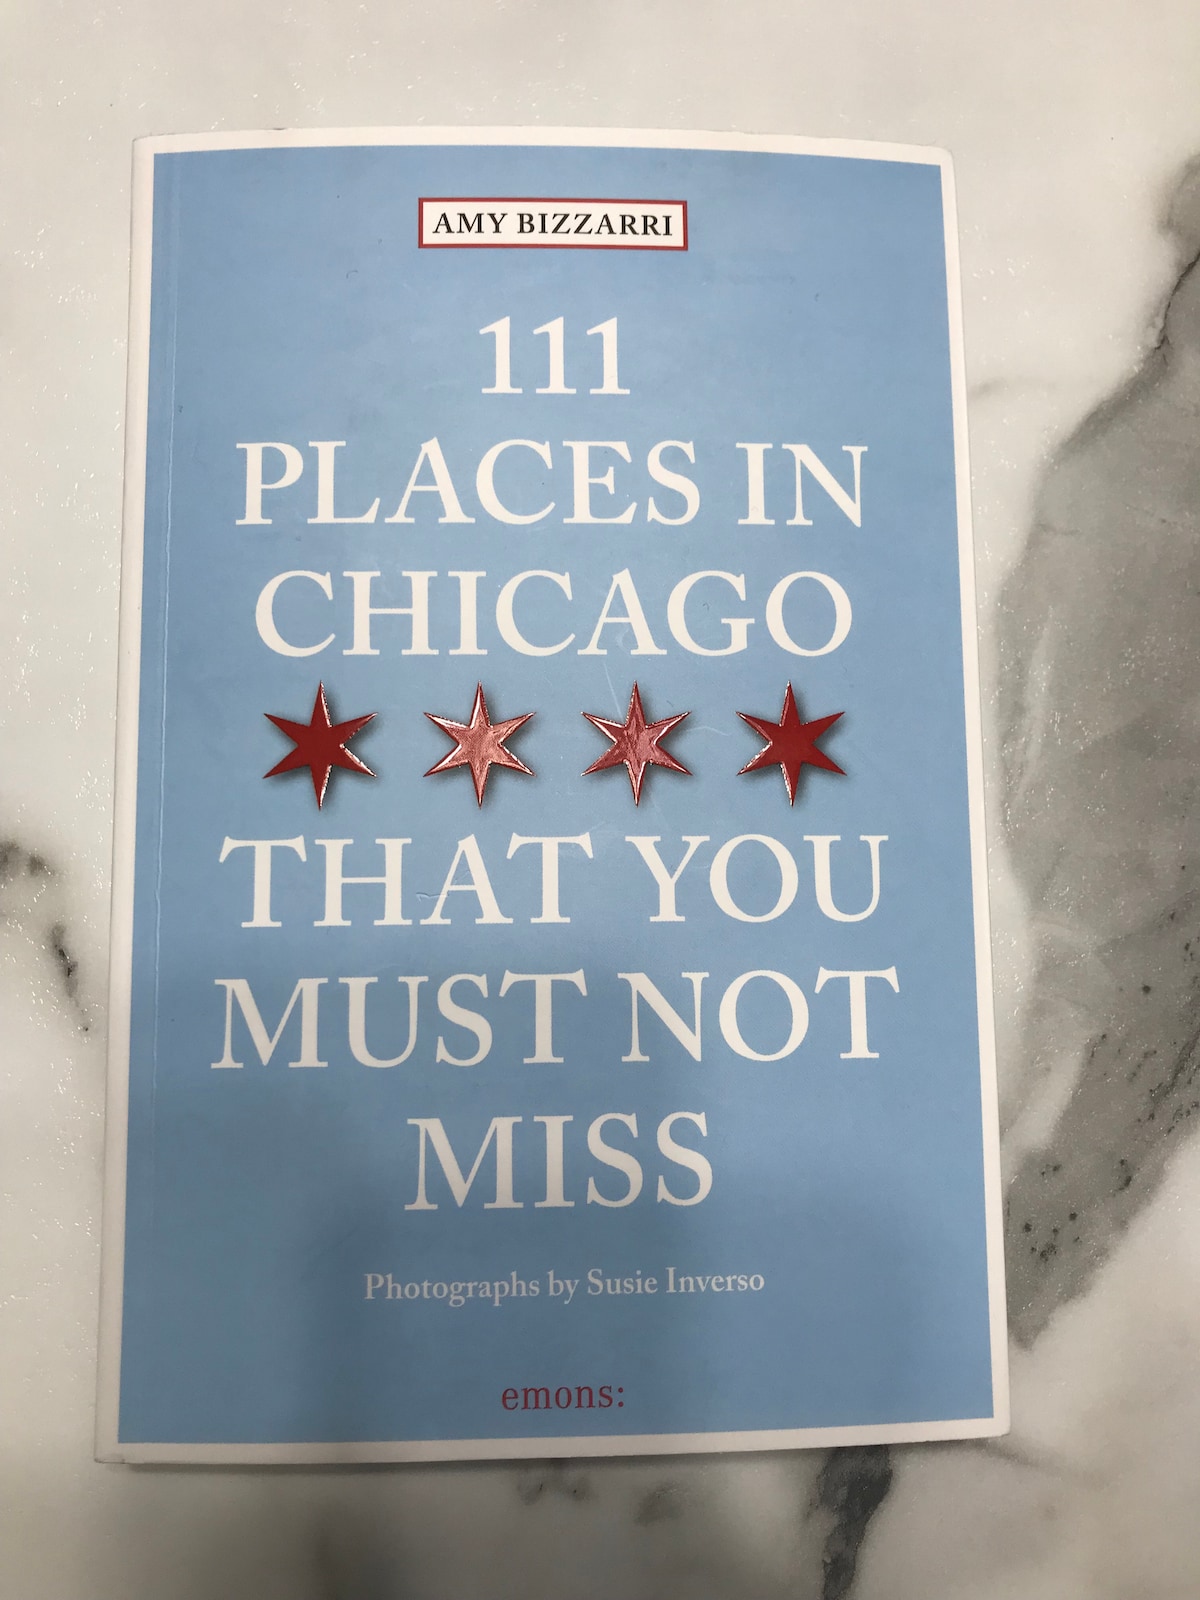 AMY BIZZARRI
111
PLACES IN
CHICAGO
THAT YOU
MUST NOT
MISS
Photographs by Susie Inverso
emons: